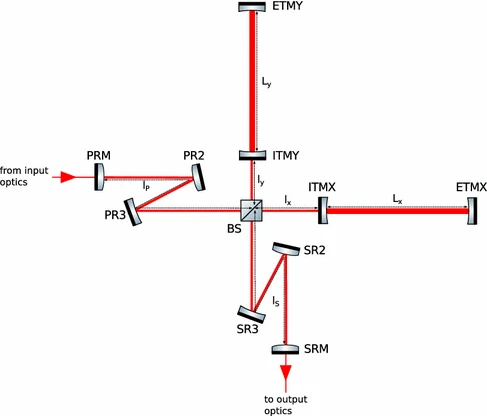 ETMY
Ly
PRM
PR2
ITMY
from input
optics
lP
ly
ITMX
Lx
ETMX
lx
PR3
BS
SR2
lS
SR3
SRM
to output
optics